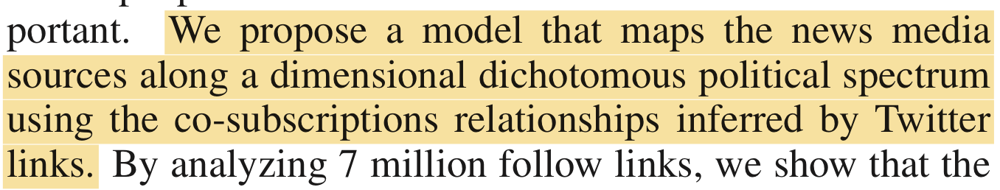 portant. We propose a model that maps the news media
sources along a dimensional dichotomous political spectrum
using the co-subscriptions relationships inferred by Twitter
links. By analyzing 7 million follow links, we show that the